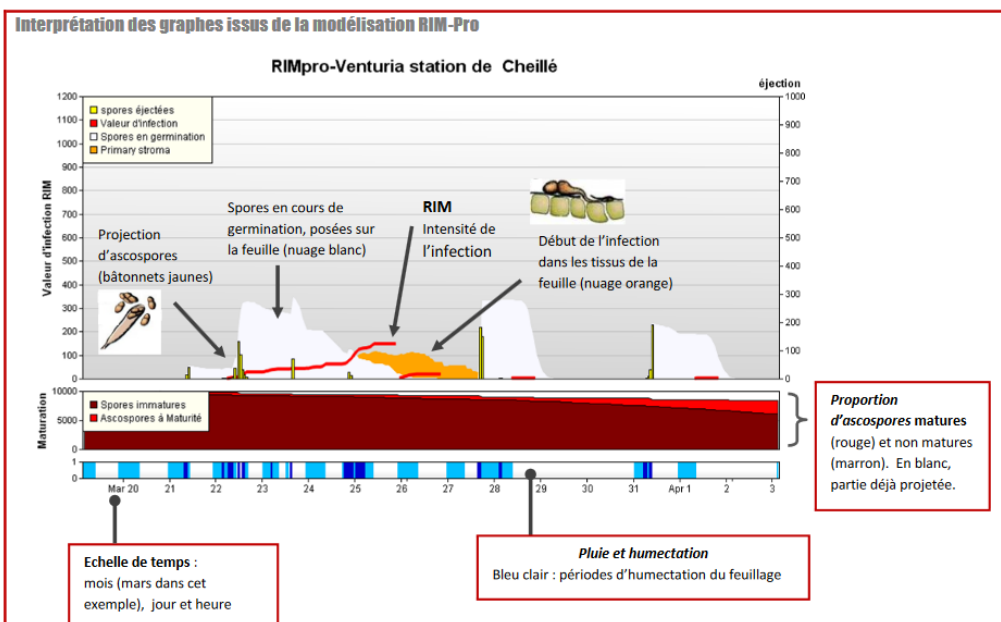 Interprétation des graphes issus de la modélisation RIM-Pro
RIMpro-Venturia station de Cheillé
éjection
1200
1100
1000
900
800
700
600
500
400
300
200
100
0
Valeur d'infection RIM
1000
900
800
700
600
500
400
300
200
100
0
spores éjectées
Valeur d'infection
Spores en germination
Primary stroma
Projection
d'ascospores
(bâtonnets jaunes)
Spores en cours de
germination, posées sur
la feuille (nuage blanc)
RIM
Intensité de
l'infection
Début de l'infection
dans les tissus de la
feuille (nuage orange)
Maturation
10000
5000
0
Spores immatures
Ascospores à Maturité
1
0
Mar 20 21 22 23 24 25 26 27 28 29 30 31 Apr 1 2 3
Proportion
d'ascospores matures
(rouge) et non matures
(marron). En blanc,
partie déjà projetée.
Echelle de temps :
mois (mars dans cet
exemple), jour et heure
Pluie et humectation
Bleu clair : périodes d'humectation du feuillage